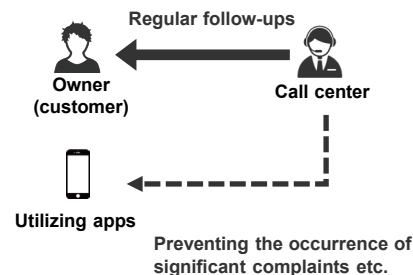 Regular follow-ups
Owner
(customer)
Call center
Utilizing apps
Preventing the occurrence of
significant complaints etc.